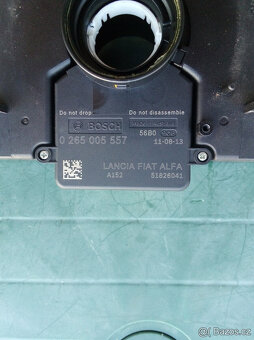 Do not drop Do not disassemble
BOSCH
56B0
0 265 005 557 11-08-13
LANCIA FIAT ALFA
A152 51826041
Bazos.cz